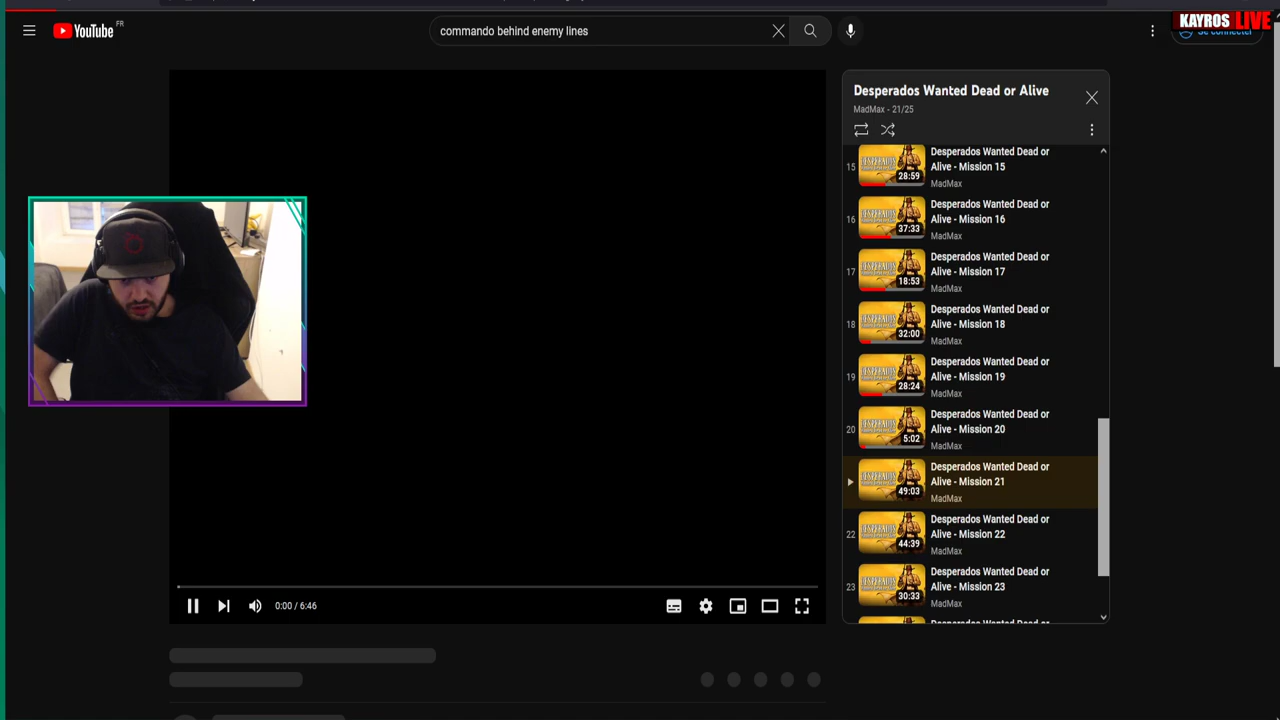 YouTube FR
commando behind enemy lines
KAYROS LIVE
Se connecter
Desperados Wanted Dead or Alive
MadMax - 21/25
15
28:59
Desperados Wanted Dead or
Alive - Mission 15
MadMax
16
37:33
Desperados Wanted Dead or
Alive - Mission 16
MadMax
17
18:53
Desperados Wanted Dead or
Alive - Mission 17
MadMax
18
32:00
Desperados Wanted Dead or
Alive - Mission 18
MadMax
19
28:24
Desperados Wanted Dead or
Alive - Mission 19
MadMax
20
5:02
Desperados Wanted Dead or
Alive - Mission 20
MadMax
49:03
Desperados Wanted Dead or
Alive - Mission 21
MadMax
22
44:39
Desperados Wanted Dead or
Alive - Mission 22
MadMax
23
30:33
Desperados Wanted Dead or
Alive - Mission 23
MadMax
Desperados Wanted Dead or
0:00 / 6:46